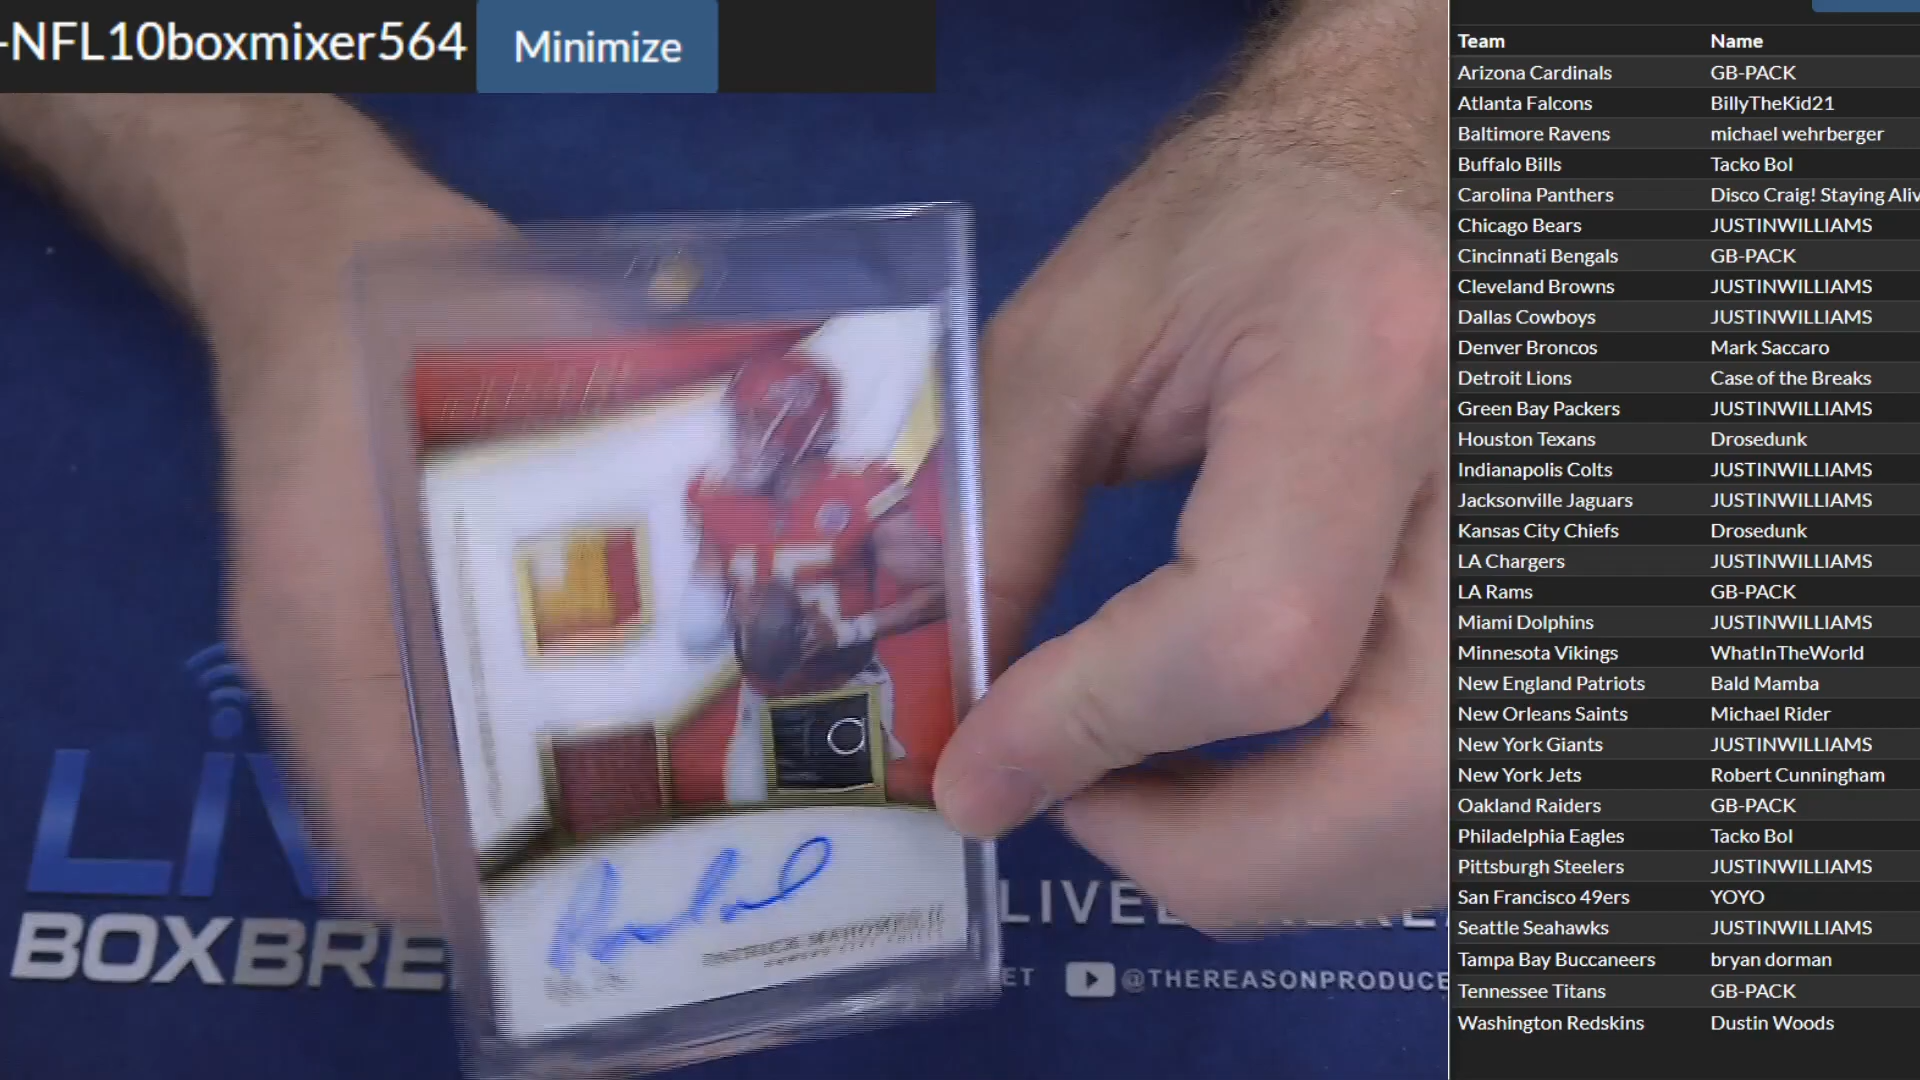 -NFL10boxmixer564
Minimize
Team Name
Arizona Cardinals GB-PACK
Atlanta Falcons BillyTheKid21
Baltimore Ravens michael wehrberger
Buffalo Bills Tacko Bol
Carolina Panthers Disco Craig! Staying Aliv
Chicago Bears JUSTINWILLIAMS
Cincinnati Bengals GB-PACK
Cleveland Browns JUSTINWILLIAMS
Dallas Cowboys JUSTINWILLIAMS
Denver Broncos Mark Saccaro
Detroit Lions Case of the Breaks
Green Bay Packers JUSTINWILLIAMS
Houston Texans Drosedunk
Indianapolis Colts JUSTINWILLIAMS
Jacksonville Jaguars JUSTINWILLIAMS
Kansas City Chiefs Drosedunk
LA Chargers JUSTINWILLIAMS
LA Rams GB-PACK
Miami Dolphins JUSTINWILLIAMS
Minnesota Vikings WhatInTheWorld
New England Patriots Bald Mamba
New Orleans Saints Michael Rider
New York Giants JUSTINWILLIAMS
New York Jets Robert Cunningham
Oakland Raiders GB-PACK
Philadelphia Eagles Tacko Bol
Pittsburgh Steelers JUSTINWILLIAMS
San Francisco 49ers YOYO
Seattle Seahawks JUSTINWILLIAMS
Tampa Bay Buccaneers bryan dorman
Tennessee Titans GB-PACK
Washington Redskins Dustin Woods
PATRICK MAHOMES II
LIV
BOXBRE
LIVE
ET
@THEREASONPRODUCE